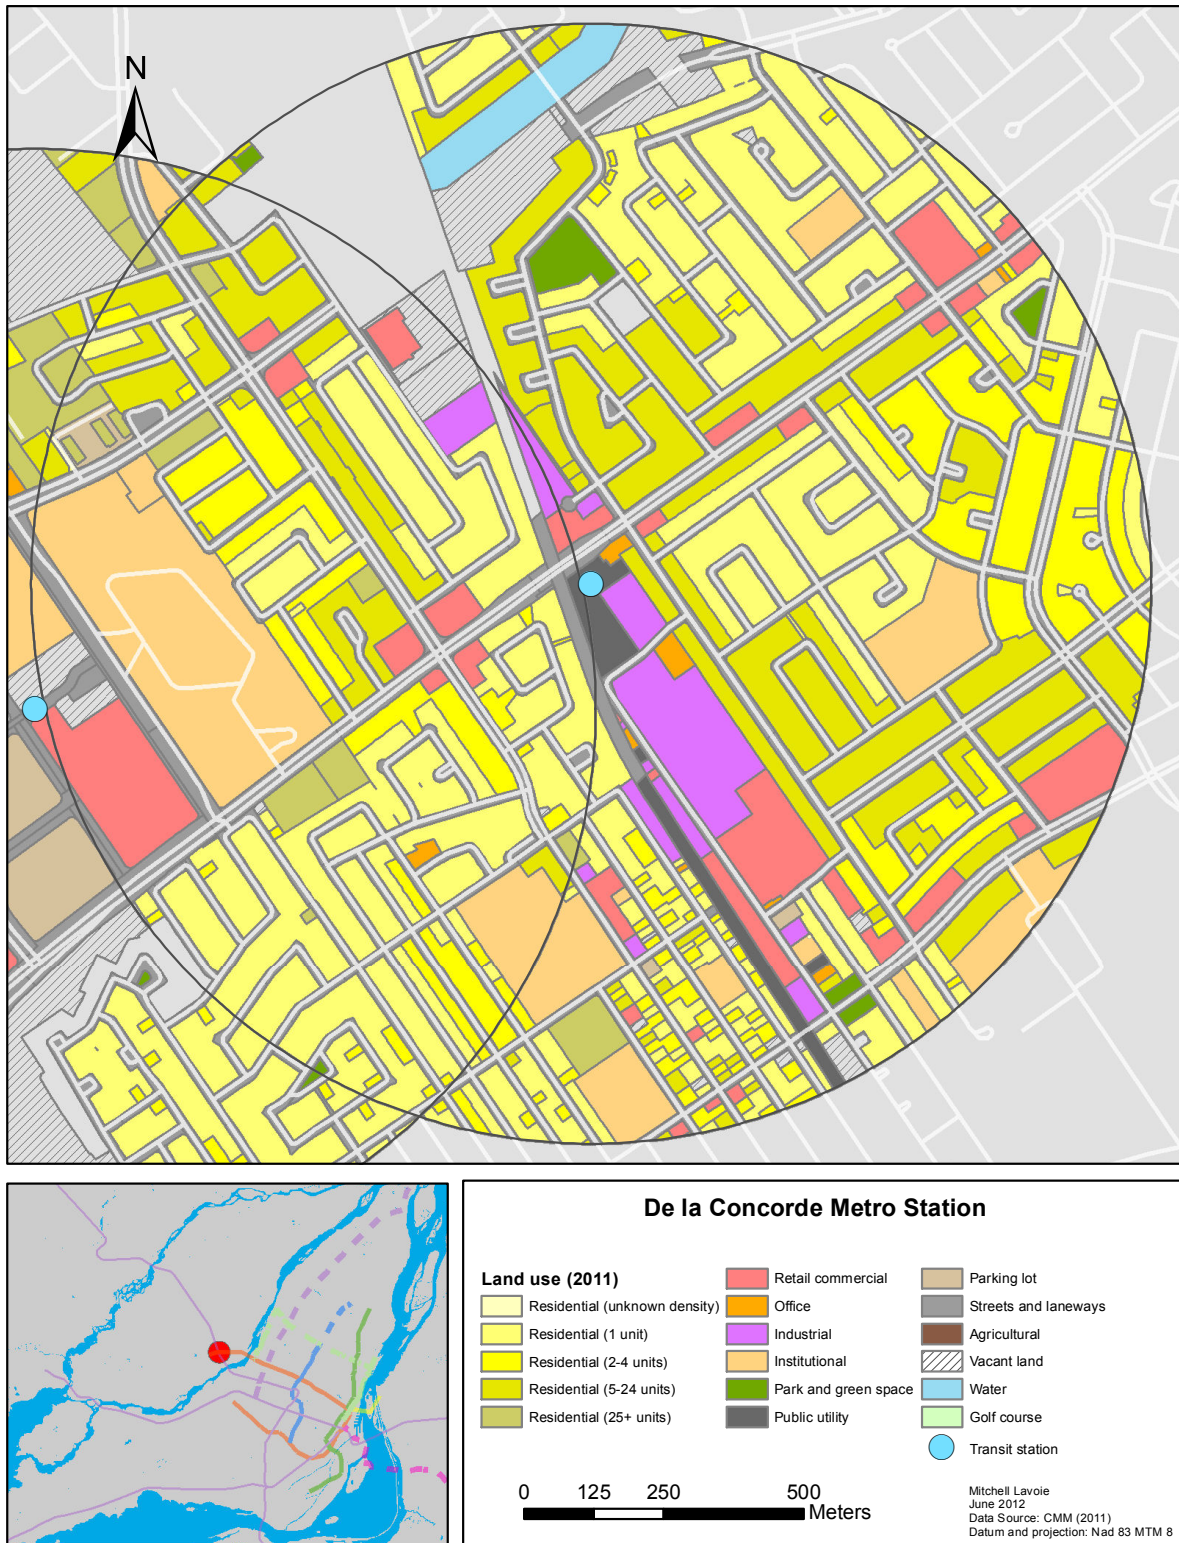 N
De la Concorde Metro Station
Land use (2011)
Residential (unknown density)
Residential (1 unit)
Residential (2-4 units)
Residential (5-24 units)
Residential (25+ units)
Retail commercial
Office
Industrial
Institutional
Park and green space
Public utility
Parking lot
Streets and laneways
Agricultural
Vacant land
Water
Golf course
Transit station
0 125 250 500
Meters
Mitchell Lavoie
June 2012
Data Source: CMM (2011)
Datum and projection: Nad 83 MTM 8